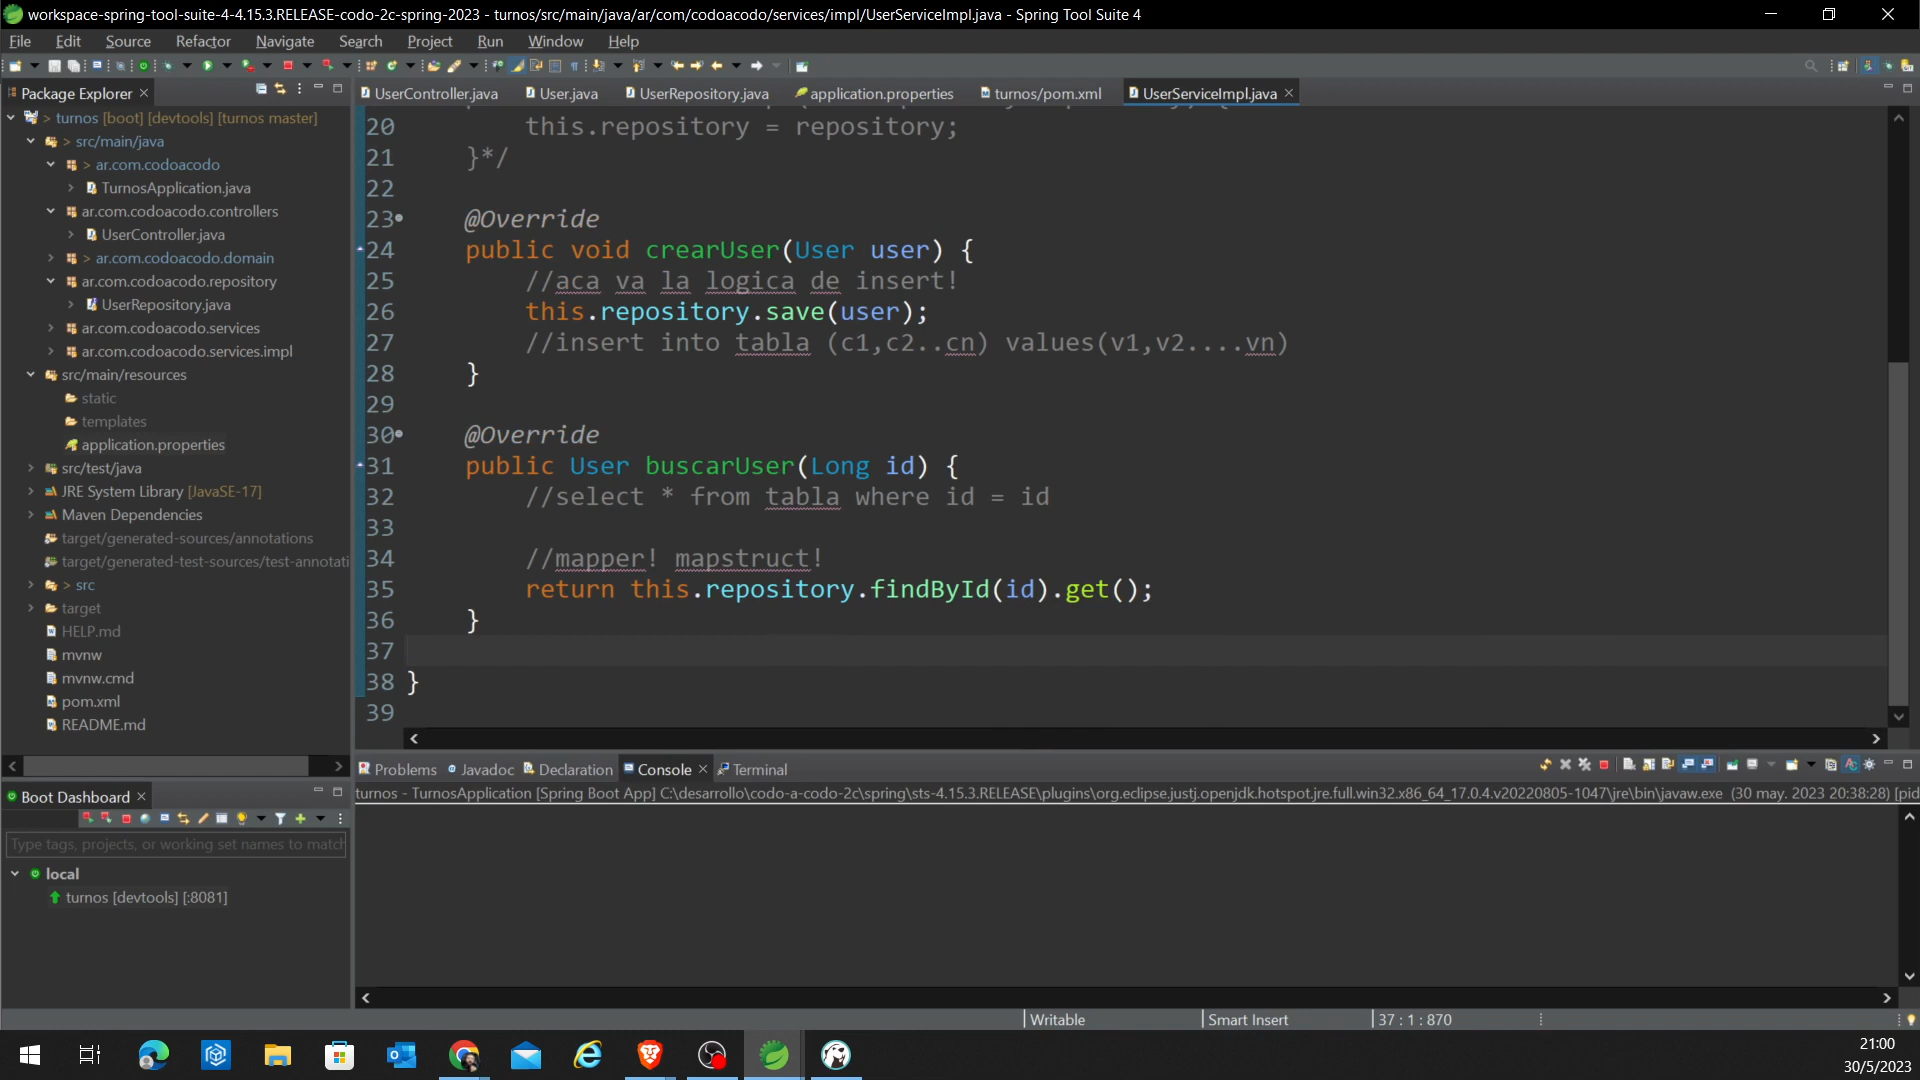 workspace-spring-tool-suite-4-4.15.3.RELEASE-codo-2c-spring-2023 - turnos/src/main/java/ar/com/codoacodo/services/impl/UserServiceImpl.java - Spring Tool Suite 4
File Edit Source Refactor Navigate Search Project Run Window Help
Package Explorer
> turnos [boot] [devtools] [turnos master]
> src/main/java
> ar.com.codoacodo
TurnosApplication.java
ar.com.codoacodo.controllers
UserController.java
> ar.com.codoacodo.domain
ar.com.codoacodo.repository
UserRepository.java
ar.com.codoacodo.services
ar.com.codoacodo.services.impl
src/main/resources
static
templates
application.properties
src/test/java
JRE System Library [JavaSE-17]
Maven Dependencies
target/generated-sources/annotations
target/generated-test-sources/test-annotati
> src
target
HELP.md
mvnw
mvnw.cmd
pom.xml
README.md
UserController.java User.java UserRepository.java application.properties turnos/pom.xml UserServiceImpl.java
20 this.repository = repository;
21 }*/
22
23 @Override
24 public void crearUser(User user) {
25 //aca va la logica de insert!
26 this.repository.save(user);
27 //insert into tabla (c1,c2..cn) values(v1,v2....vn)
28 }
29
30 @Override
31 public User buscarUser(Long id) {
32 //select * from tabla where id = id
33
34 //mapper! mapstruct!
35 return this.repository.findById(id).get();
36 }
37
38 }
39
Boot Dashboard
Type tags, projects, or working set names to match
local
turnos [devtools] [:8081]
Problems Javadoc Declaration Console Terminal
turnos - TurnosApplication [Spring Boot App] C:\desarrollo\codo-a-codo-2c\spring\sts-4.15.3.RELEASE\plugins\org.eclipse.justj.openjdk.hotspot.jre.full.win32.x86_64_17.0.4.v20220805-1047\jre\bin\javaw.exe (30 may. 2023 20:38:28) [pid
Writable Smart Insert 37 : 1 : 870
21:00
30/5/2023